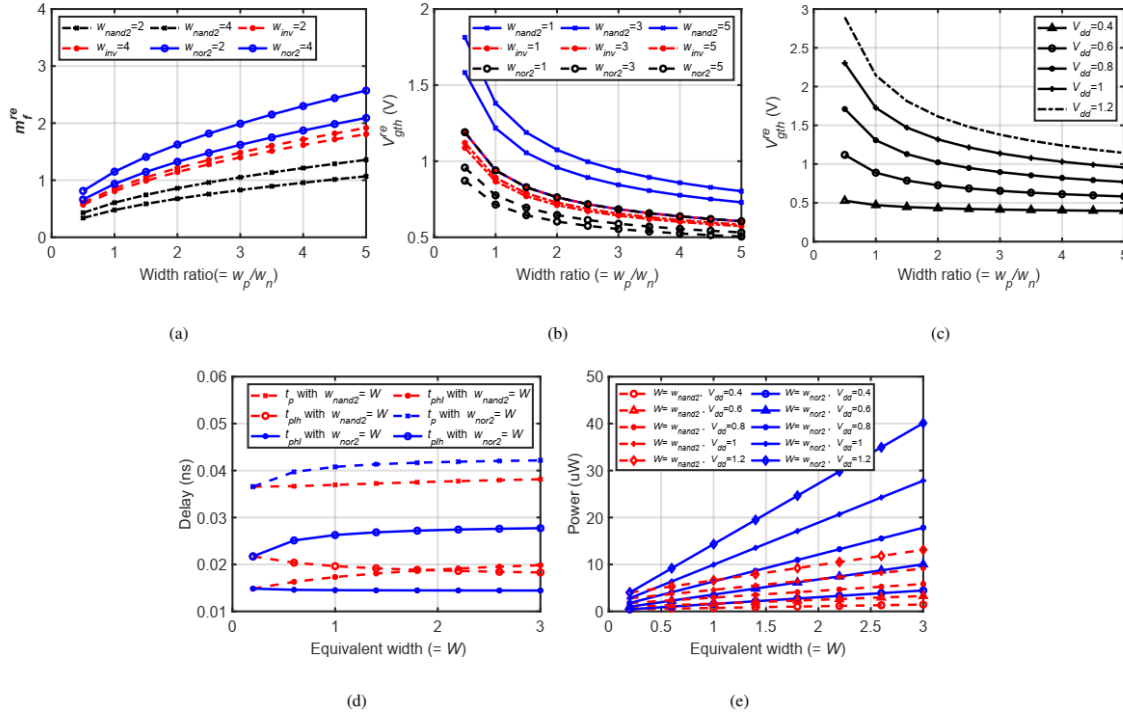 w_nand2=2 w_nand2=4 w_inv=2
w_inv=4 w_nor2=2 w_nor2=4
4
3
2
1
0
m_f^re
0 1 2 3 4 5
Width ratio(= w_p/w_n)
(a)
w_nand2=1 w_nand2=3 w_nand2=5
w_inv=1 w_inv=3 w_inv=5
w_nor2=1 w_nor2=3 w_nor2=5
2
1.5
1
0.5
V_gth^re (V)
0 1 2 3 4 5
Width ratio(= w_p/w_n)
(b)
V_dd=0.4
V_dd=0.6
V_dd=0.8
V_dd=1
V_dd=1.2
3
2.5
2
1.5
1
0.5
0
V_gth^re (V)
0 1 2 3 4 5
Width ratio(= w_p/w_n)
(c)
t_p with w_nand2= W t_phl with w_nand2= W
t_plh with w_nand2= W t_p with w_nor2= W
t_phl with w_nor2= W t_plh with w_nor2= W
0.06
0.05
0.04
0.03
0.02
0.01
Delay (ns)
0 1 2 3
Equivalent width (= W)
(d)
W= w_nand2, V_dd=0.4 W= w_nor2, V_dd=0.4
W= w_nand2, V_dd=0.6 W= w_nor2, V_dd=0.6
W= w_nand2, V_dd=0.8 W= w_nor2, V_dd=0.8
W= w_nand2, V_dd=1 W= w_nor2, V_dd=1
W= w_nand2, V_dd=1.2 W= w_nor2, V_dd=1.2
50
40
30
20
10
0
Power (uW)
0 0.5 1 1.5 2 2.5 3
Equivalent width (= W)
(e)